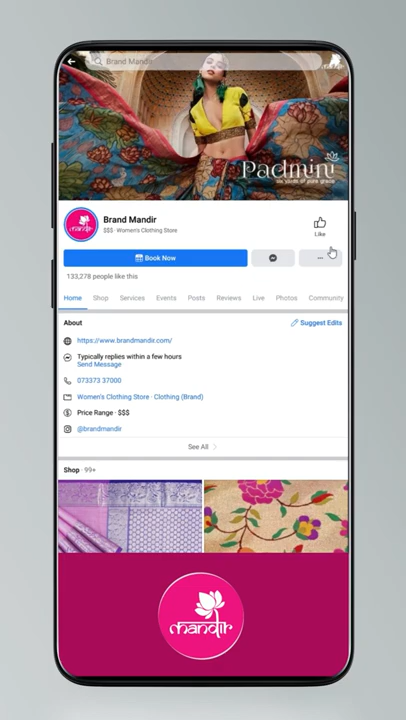 Brand Mandir
Padmini
six yards of pure grace
mandir
Brand Mandir
$$$ · Women's Clothing Store
Like
Book Now
133,278 people like this
Home Shop Services Events Posts Reviews Live Photos Community
About
Suggest Edits
https://www.brandmandir.com/
Typically replies within a few hours
Send Message
073373 37000
Women's Clothing Store · Clothing (Brand)
Price Range · $$$
@brandmandir
See All
Shop · 99+
mandir